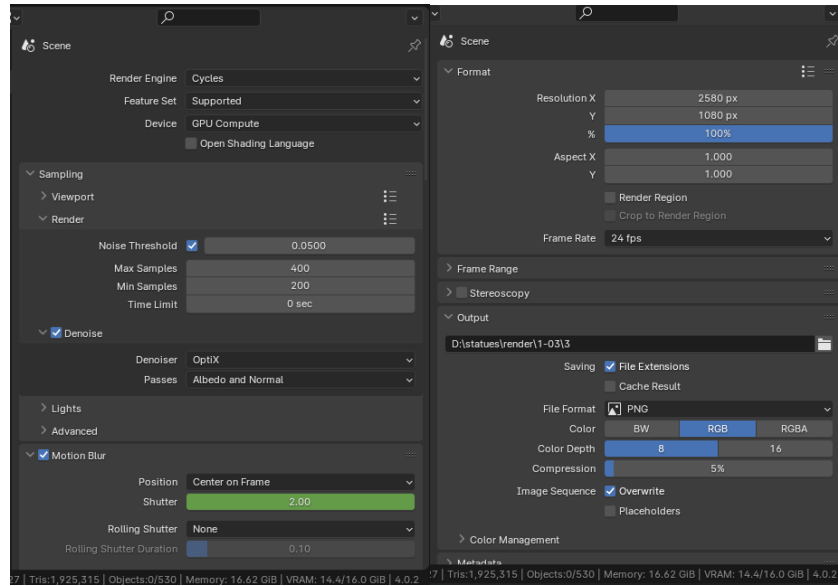 Scene
Render Engine Cycles
Feature Set Supported
Device GPU Compute
Open Shading Language
Sampling
Viewport
Render
Noise Threshold 0.0500
Max Samples 400
Min Samples 200
Time Limit 0 sec
Denoise
Denoiser OptiX
Passes Albedo and Normal
Lights
Advanced
Motion Blur
Position Center on Frame
Shutter 2.00
Rolling Shutter None
Rolling Shutter Duration 0.10
27 | Tris:1,925,315 | Objects:0/530 | Memory: 16.62 GiB | VRAM: 14.4/16.0 GiB | 4.0.2
Scene
Format
Resolution X 2580 px
Y 1080 px
% 100%
Aspect X 1.000
Y 1.000
Render Region
Crop to Render Region
Frame Rate 24 fps
Frame Range
Stereoscopy
Output
D:\statues\render\1-03\3
Saving File Extensions
Cache Result
File Format PNG
Color BW RGB RGBA
Color Depth 8 16
Compression 5%
Image Sequence Overwrite
Placeholders
Color Management
Metadata
27 | Tris:1,925,315 | Objects:0/530 | Memory: 16.62 GiB | VRAM: 14.4/16.0 GiB | 4.0.2